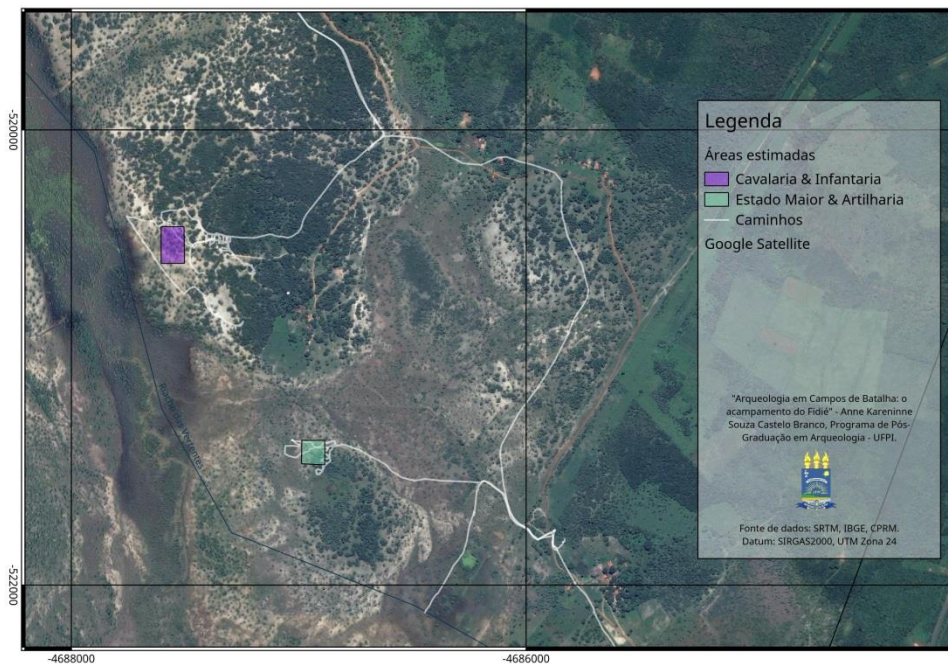 Legenda
Áreas estimadas
Cavalaria & Infantaria
Estado Maior & Artilharia
Caminhos
Google Satellite
"Arqueologia em Campos de Batalha: o
acampamento do Fidié" - Anne Kareninne
Souza Castelo Branco, Programa de Pós-
Graduação em Arqueologia - UFPI.
Fonte de dados: SRTM, IBGE, CPRM.
Datum: SIRGAS2000, UTM Zona 24
-520000
-522000
-4688000
-4686000